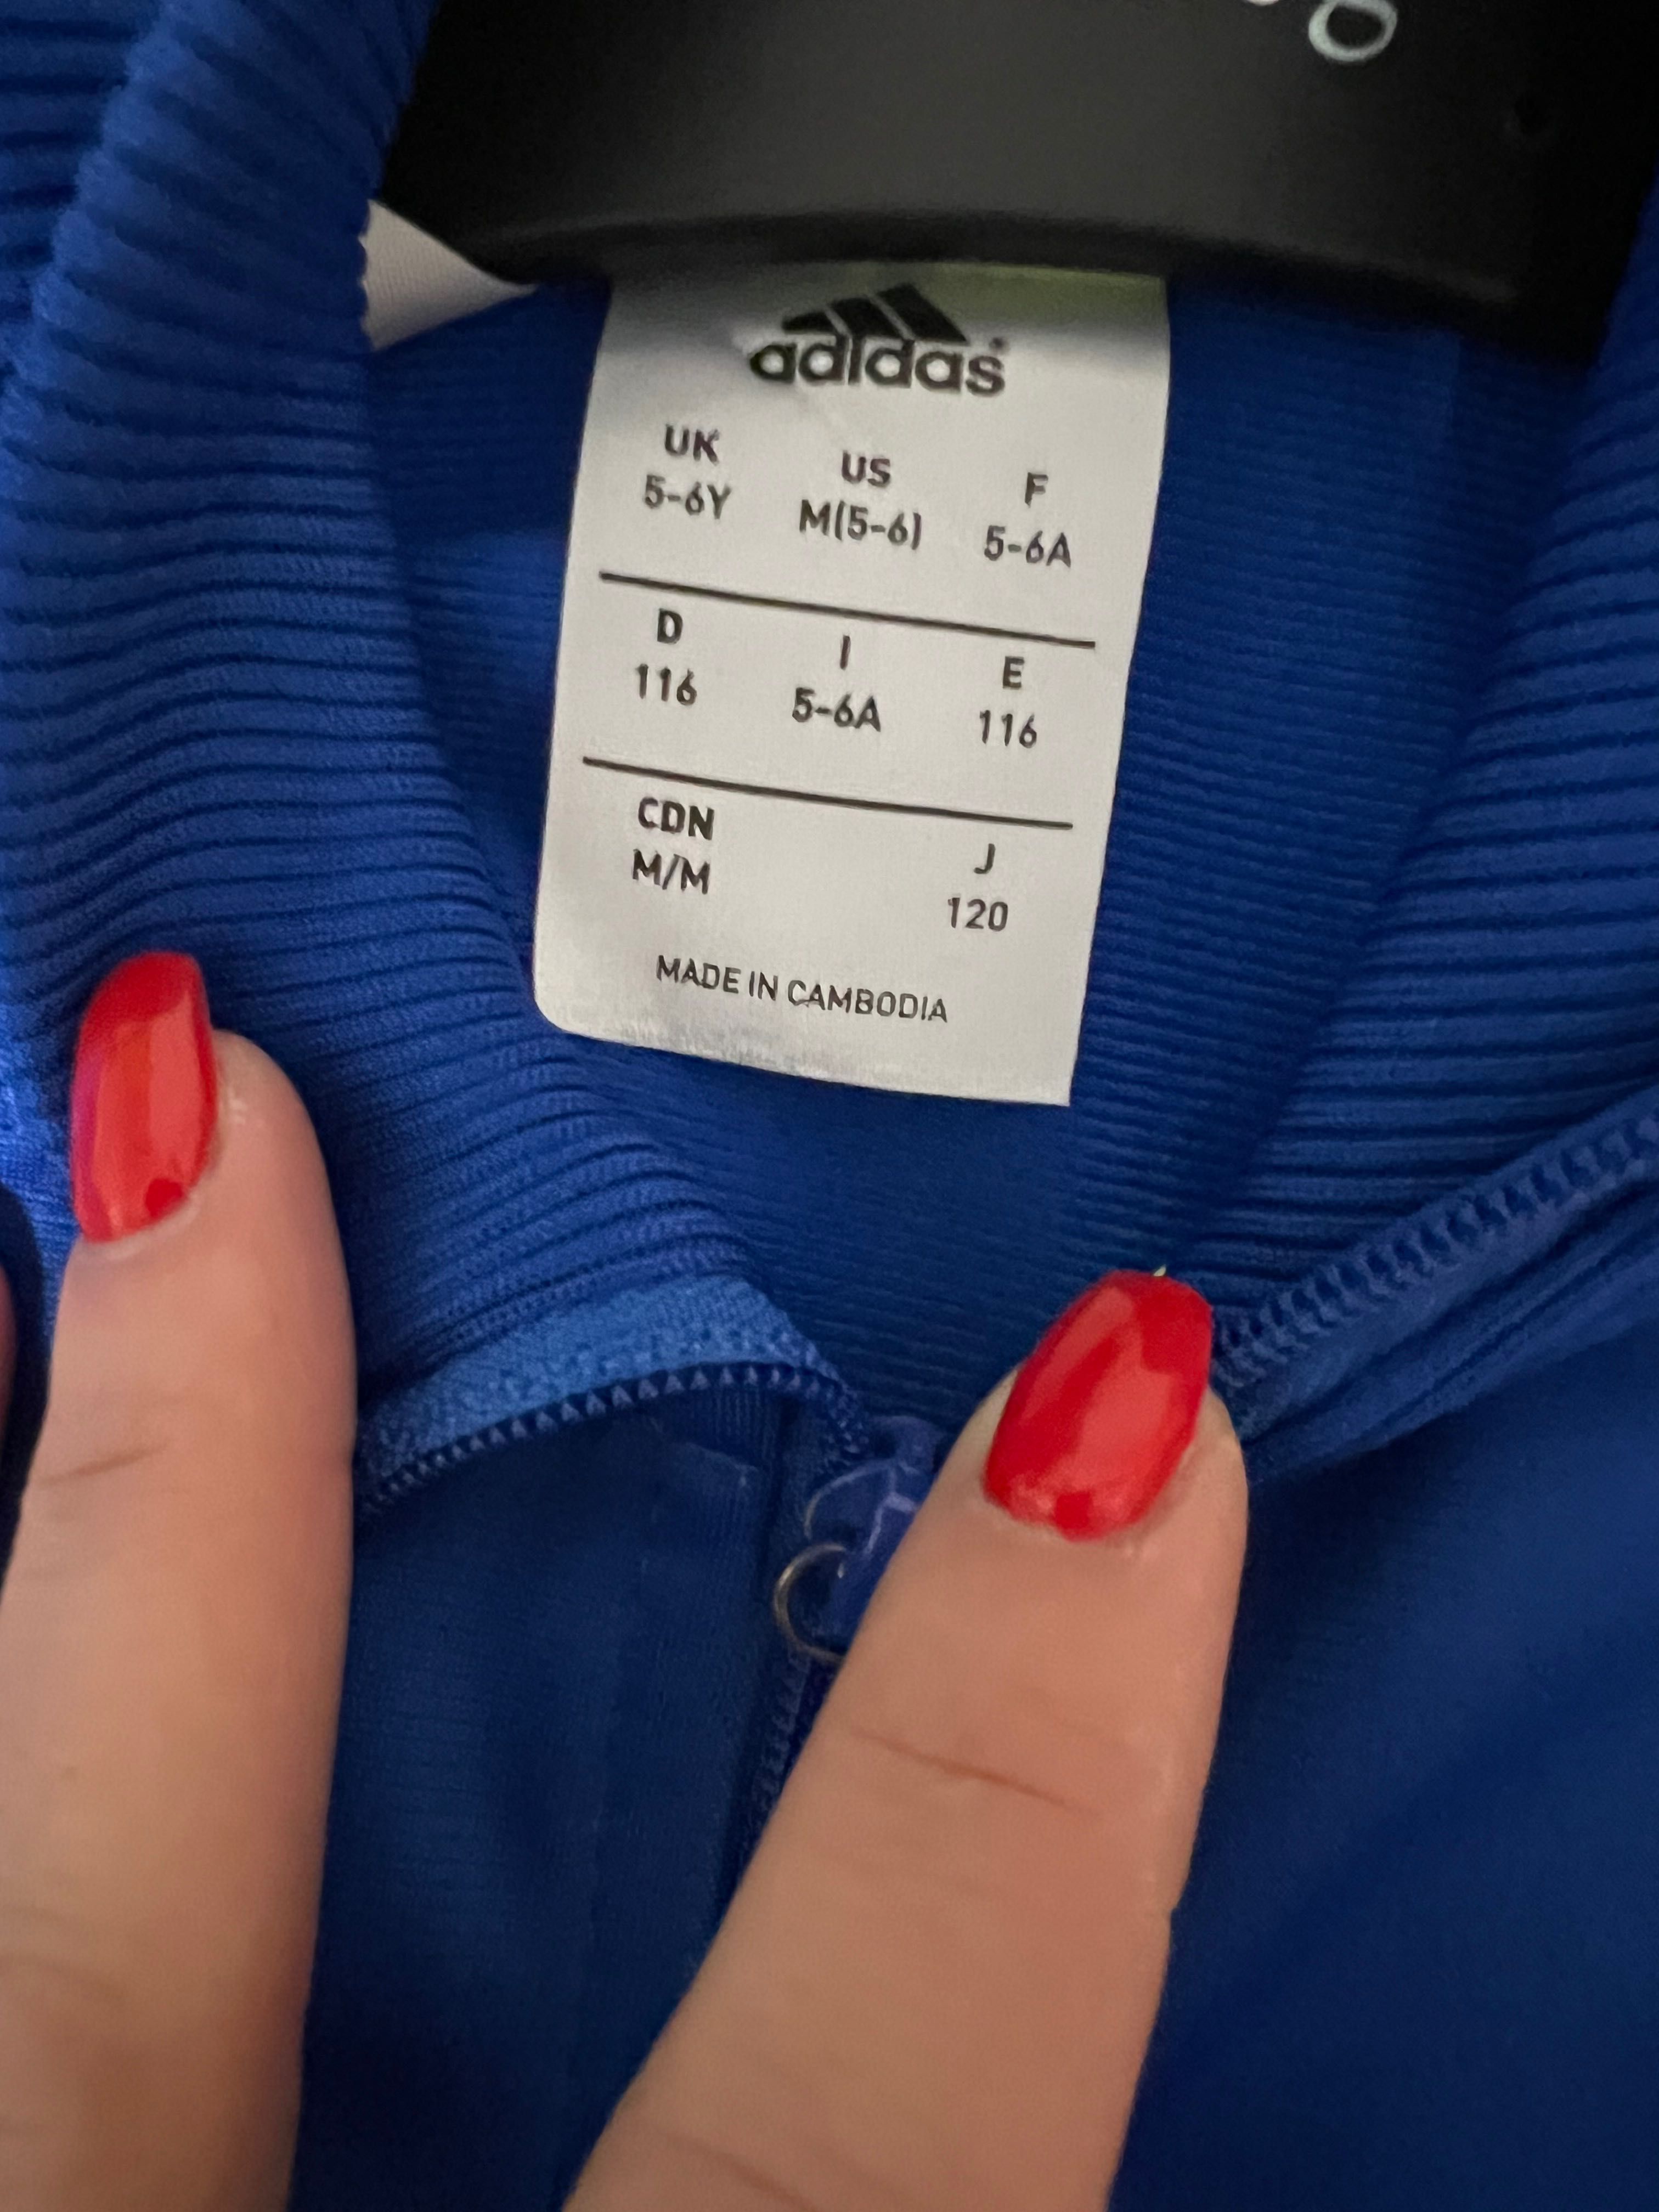 adidas
UK US F
5-6Y M(5-6) 5-6A
D I E
116 5-6A 116
CDN J
M/M 120
MADE IN CAMBODIA